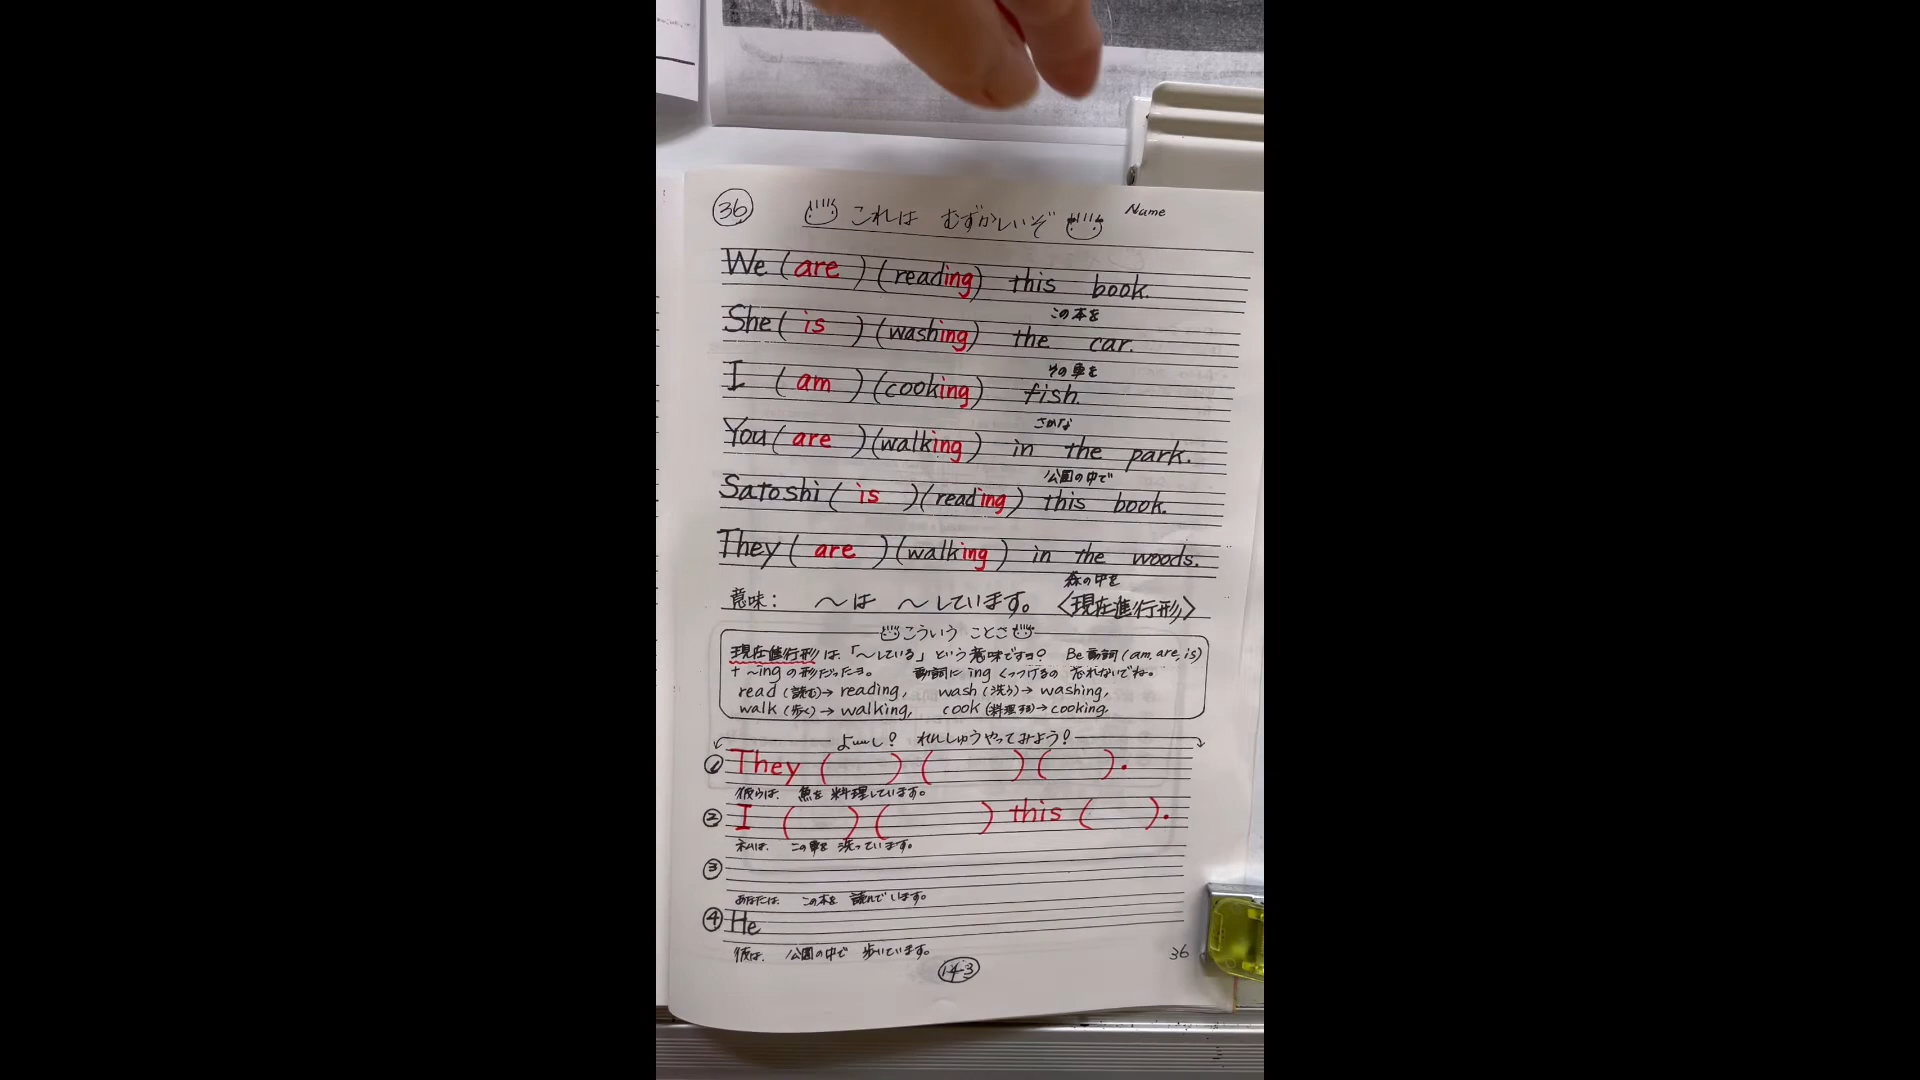 36 これは むずかしいぞ Name
We (are) (reading) this book.
この本を
She (is) (washing) the car.
その車を
I (am) (cooking) fish.
さかな
You (are) (walking) in the park.
公園の中で
Satoshi (is) (reading) this book.
They (are) (walking) in the woods.
森の中を
意味: 〜は 〜しています。〈現在進行形〉
こういう ことさ
現在進行形は、「〜している」という意味ですヨ? Be動詞(am, are, is)
+ 〜ingの形だったヨ。 動詞に ing くっつけるの 忘れないでね。
read (読む)→ reading, wash (洗う)→ washing,
walk (歩く)→ walking, cook (料理する)→ cooking,
よーし? れんしゅうやってみよう!
① They ( ) ( ) ( ).
彼らは、 魚を 料理しています。
② I ( ) ( ) this ( ).
私は、 この車を 洗っています。
③
あなたは、 この本を 読んでいます。
④ He
彼は、 公園の中で 歩いています。
36
143